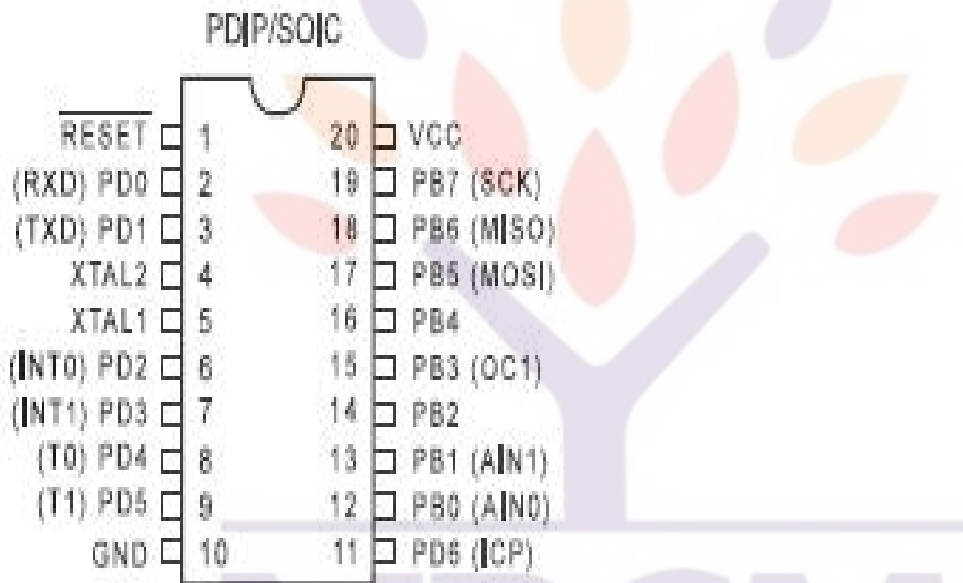 PDIP/SOIC
RESET 1 20 VCC
(RXD) PD0 2 19 PB7 (SCK)
(TXD) PD1 3 18 PB6 (MISO)
XTAL2 4 17 PB5 (MOSI)
XTAL1 5 16 PB4
(INT0) PD2 6 15 PB3 (OC1)
(INT1) PD3 7 14 PB2
(T0) PD4 8 13 PB1 (AIN1)
(T1) PD5 9 12 PB0 (AIN0)
GND 10 11 PD6 (ICP)